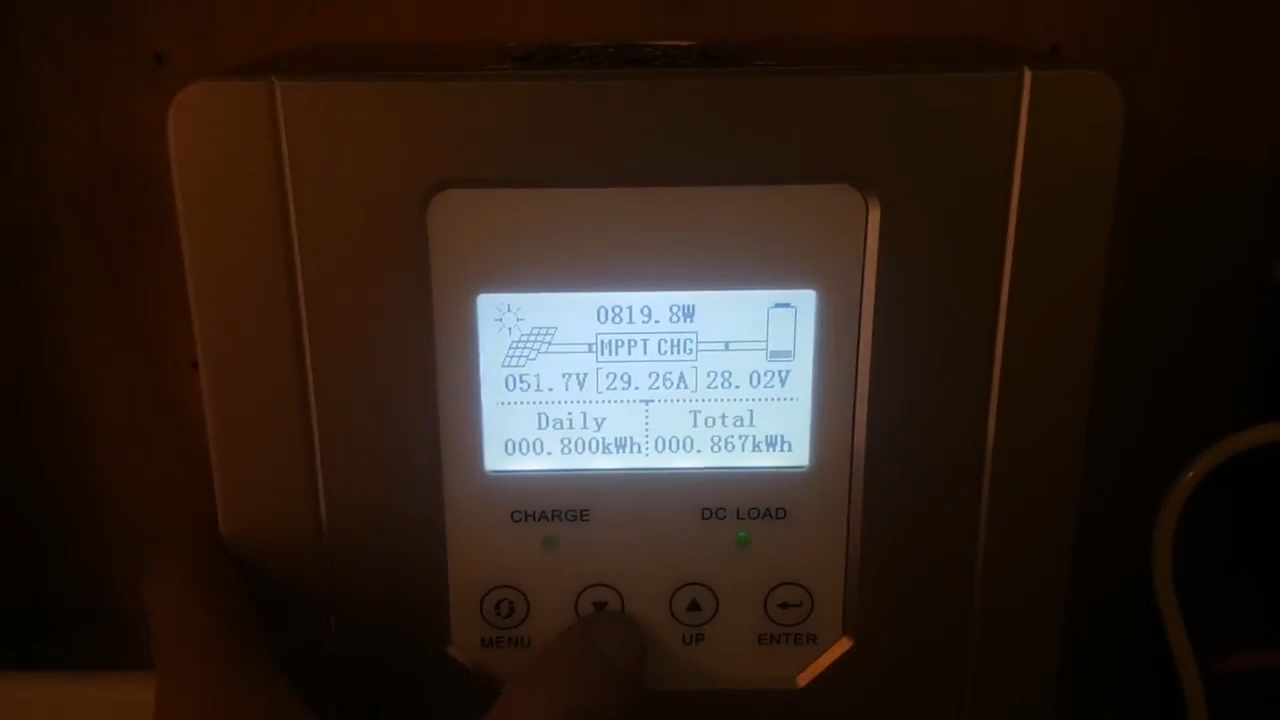 0819.8W
MPPT CHG
051.7V [29.26A] 28.02V
Daily Total
000.800kWh 000.867kWh
CHARGE DC LOAD
MENU UP ENTER